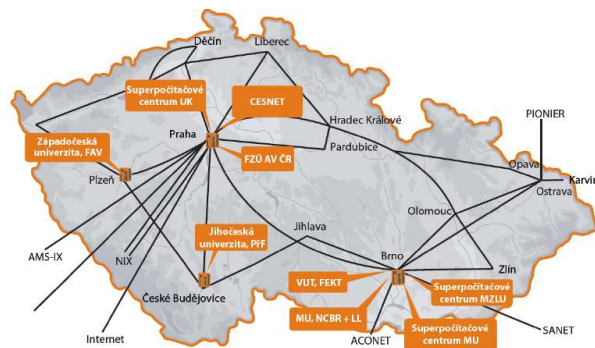 Děčín
Liberec
Superpočítačové
centrum UK
CESNET
PIONIER
Hradec Králové
Praha
Západočeská
univerzita, FAV
FZÚ AV ČR
Pardubice
Opava
Karvin
Plzeň
Ostrava
Olomouc
Jihočeská
univerzita, PřF
Jihlava
AMS-IX
NIX
Brno
Zlín
VUT, FEKT
Superpočítačové
centrum MZLU
České Budějovice
MU, NCBR + LL
Superpočítačové
centrum MU
Internet
ACONET
SANET